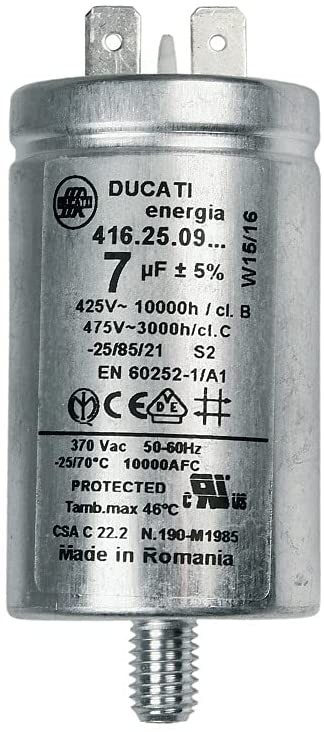 DUCATI
energia
416.25.09...
7 µF ± 5%
W15/16
425V~ 10000h / cl. B
475V~3000h/cl.C
-25/85/21 S2
EN 60252-1/A1
VDE
370 Vac 50-60Hz
-25/70°C 10000AFC
PROTECTED
Tamb.max 46°C
C US
CSA C 22.2 N.190-M1985
Made in Romania